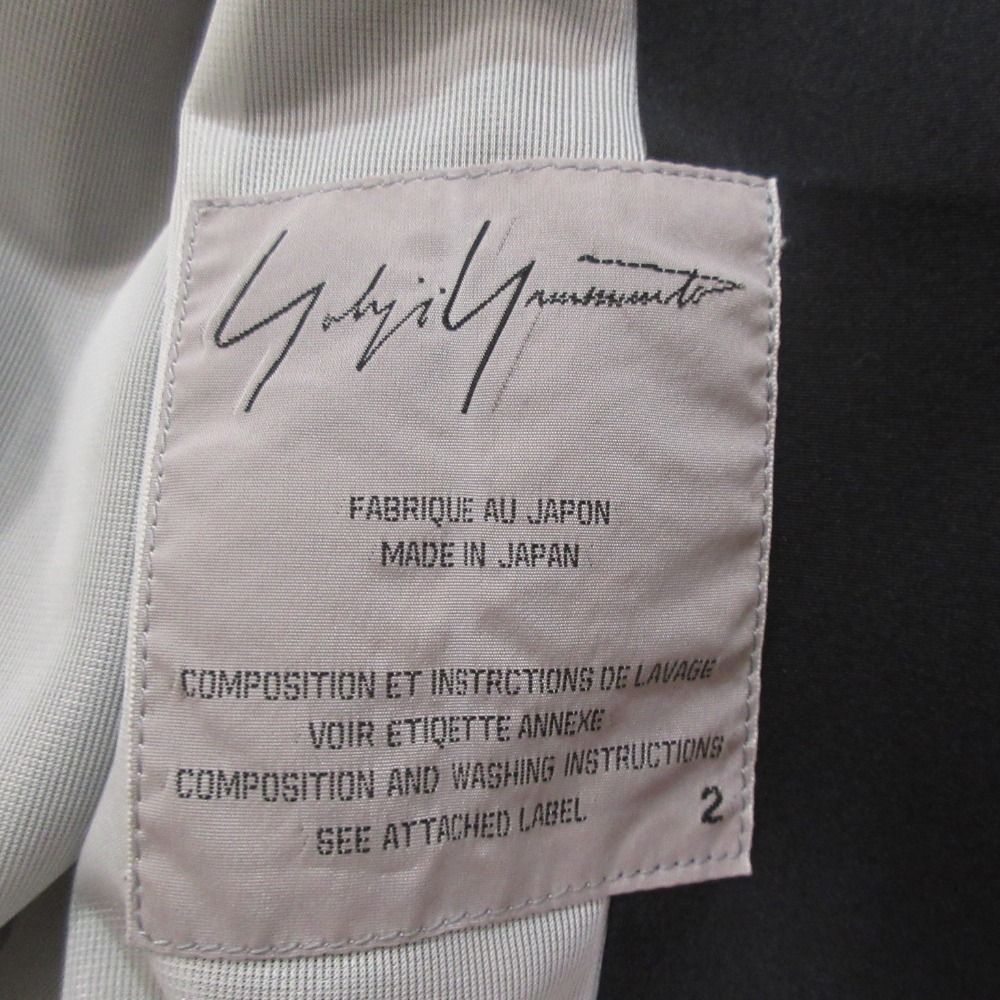 Yohji Yamamoto
FABRIQUE AU JAPON
MADE IN JAPAN
COMPOSITION ET INSTRCTIONS DE LAVAGE
VOIR ETIQETTE ANNEXE
COMPOSITION AND WASHING INSTRUCTIONS
SEE ATTACHED LABEL
2